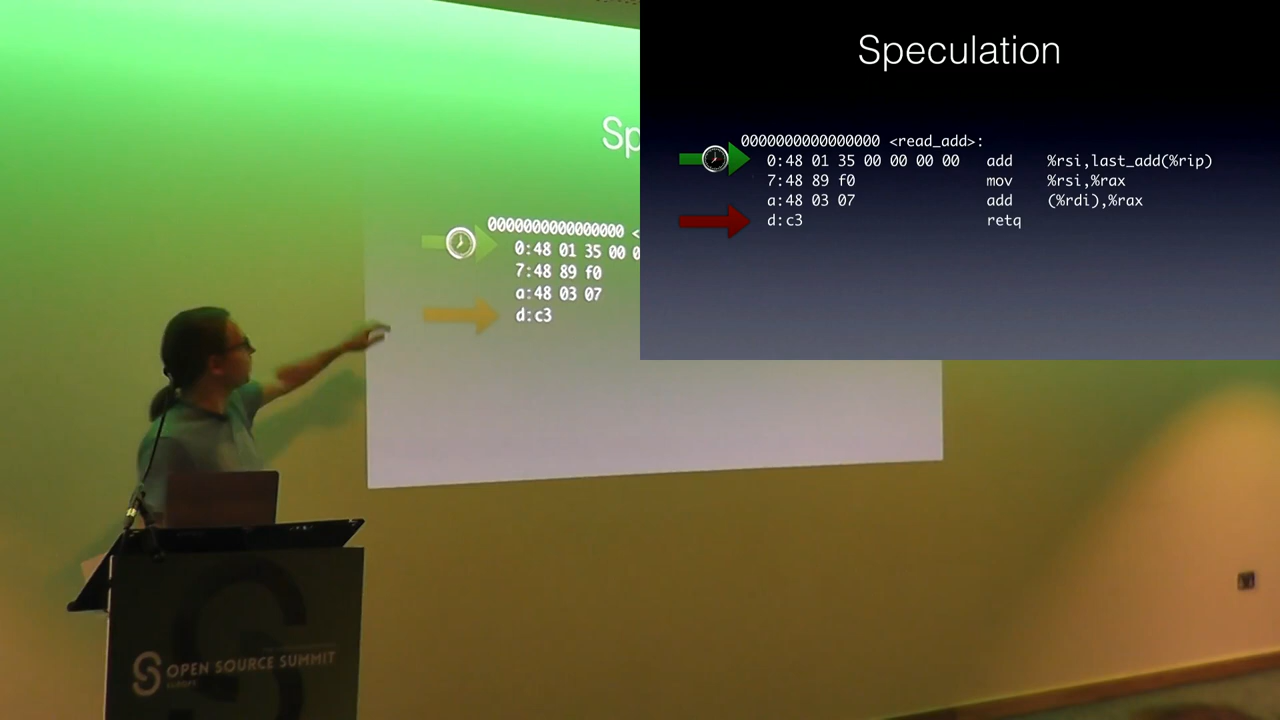 Speculation
0000000000000000 <read_add>:
0:48 01 35 00 00 00 00 add %rsi,last_add(%rip)
7:48 89 f0 mov %rsi,%rax
a:48 03 07 add (%rdi),%rax
d:c3 retq
Sp
0000000000000000 <
0:48 01 35 00 0
7:48 89 f0
a:48 03 07
d:c3
OPEN SOURCE SUMMIT
EUROPE